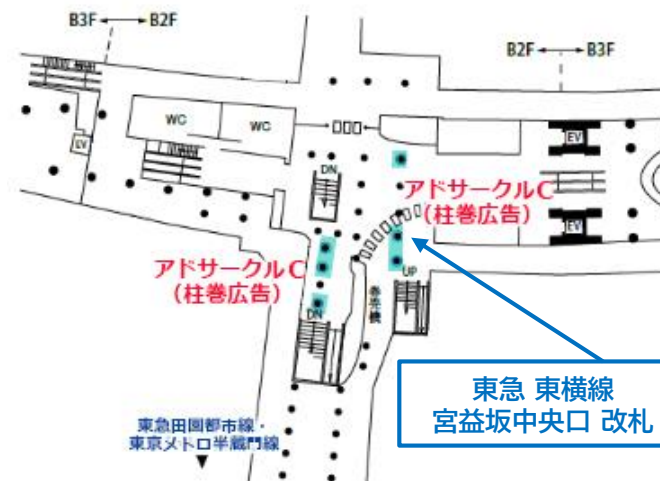 B3F B2F
B2F B3F
WC
WC
EV
EV
DN
アドサークルC
(柱巻広告)
EV
アドサークルC
(柱巻広告)
UP
券売機
DN
東急 東横線
宮益坂中央口 改札
東急田園都市線・
東京メトロ半蔵門線